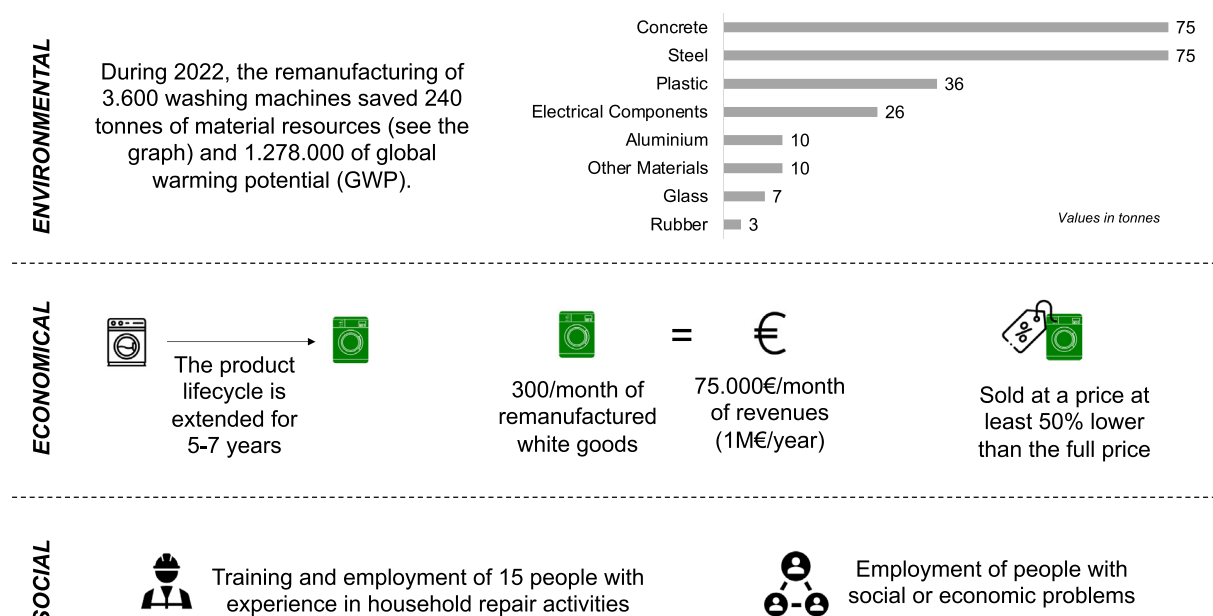 ENVIRONMENTAL
During 2022, the remanufacturing of
3.600 washing machines saved 240
tonnes of material resources (see the
graph) and 1.278.000 of global
warming potential (GWP).
Concrete 75
Steel 75
Plastic 36
Electrical Components 26
Aluminium 10
Other Materials 10
Glass 7
Rubber 3
Values in tonnes
ECONOMICAL
The product
lifecycle is
extended for
5-7 years
300/month of
remanufactured
white goods
=
€
75.000€/month
of revenues
(1M€/year)
%
Sold at a price at
least 50% lower
than the full price
SOCIAL
Training and employment of 15 people with
experience in household repair activities
Employment of people with
social or economic problems